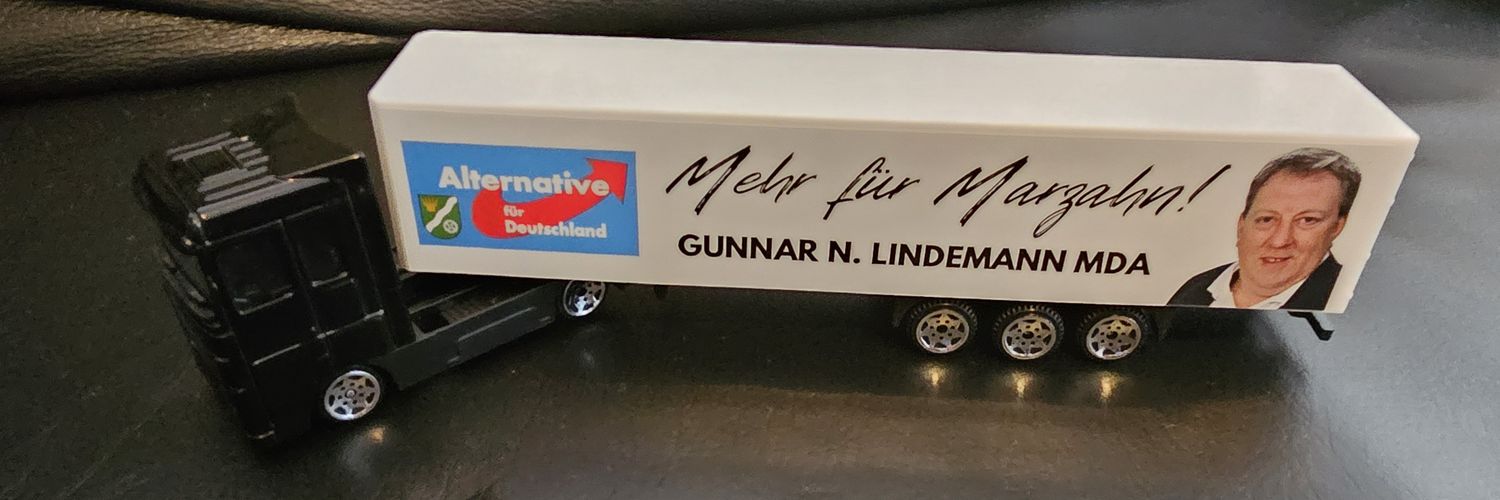 Alternative
für
Deutschland
Mehr für Marzahn!
GUNNAR N. LINDEMANN MDA